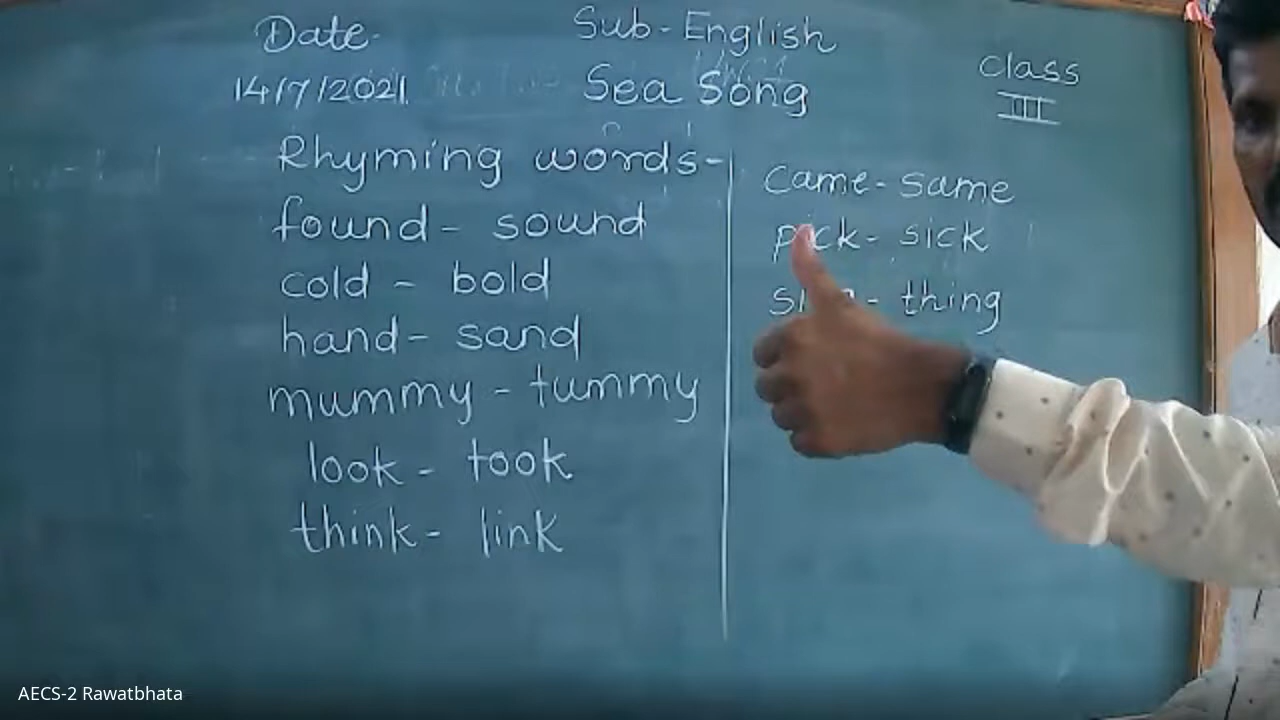 Date-
14/7/2021
Sub-English
Sea Song
Class
III
Rhyming words-
found - sound
cold - bold
hand - sand
mummy - tummy
look - took
think - link
came - same
pick - sick
- thing
AECS-2 Rawatbhata